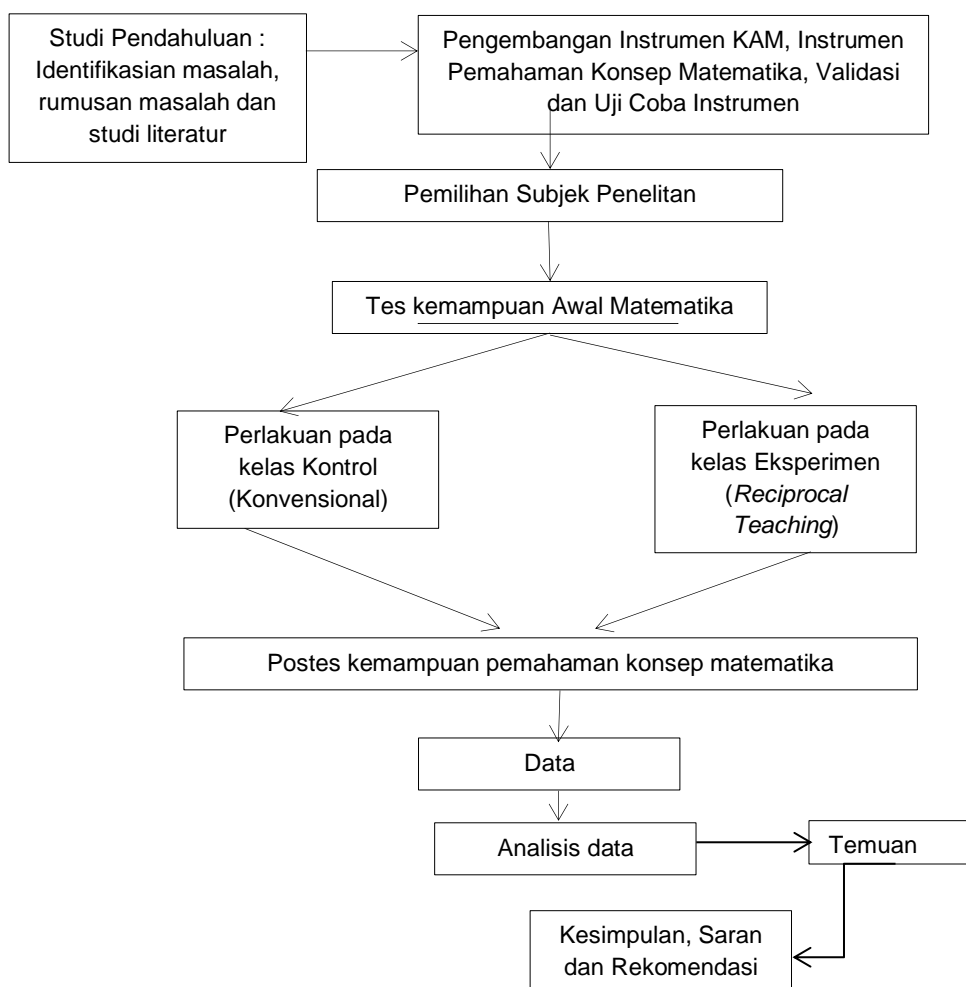 Studi Pendahuluan :
Identifikasian masalah,
rumusan masalah dan
studi literatur
Pengembangan Instrumen KAM, Instrumen
Pemahaman Konsep Matematika, Validasi
dan Uji Coba Instrumen
Pemilihan Subjek Penelitan
Tes kemampuan Awal Matematika
Perlakuan pada
kelas Kontrol
(Konvensional)
Perlakuan pada
kelas Eksperimen
(Reciprocal
Teaching)
Postes kemampuan pemahaman konsep matematika
Data
Analisis data
Temuan
Kesimpulan, Saran
dan Rekomendasi